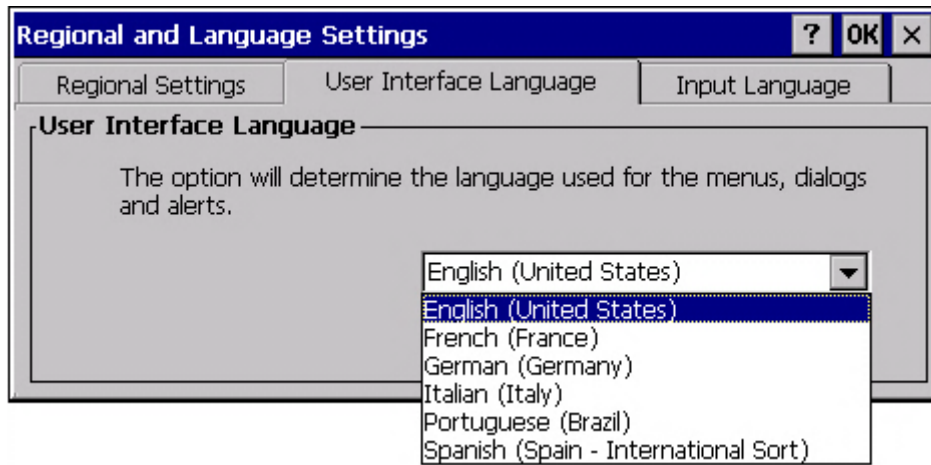 Regional and Language Settings ? OK ×
Regional Settings User Interface Language Input Language
User Interface Language
The option will determine the language used for the menus, dialogs
and alerts.
English (United States)
English (United States)
French (France)
German (Germany)
Italian (Italy)
Portuguese (Brazil)
Spanish (Spain - International Sort)